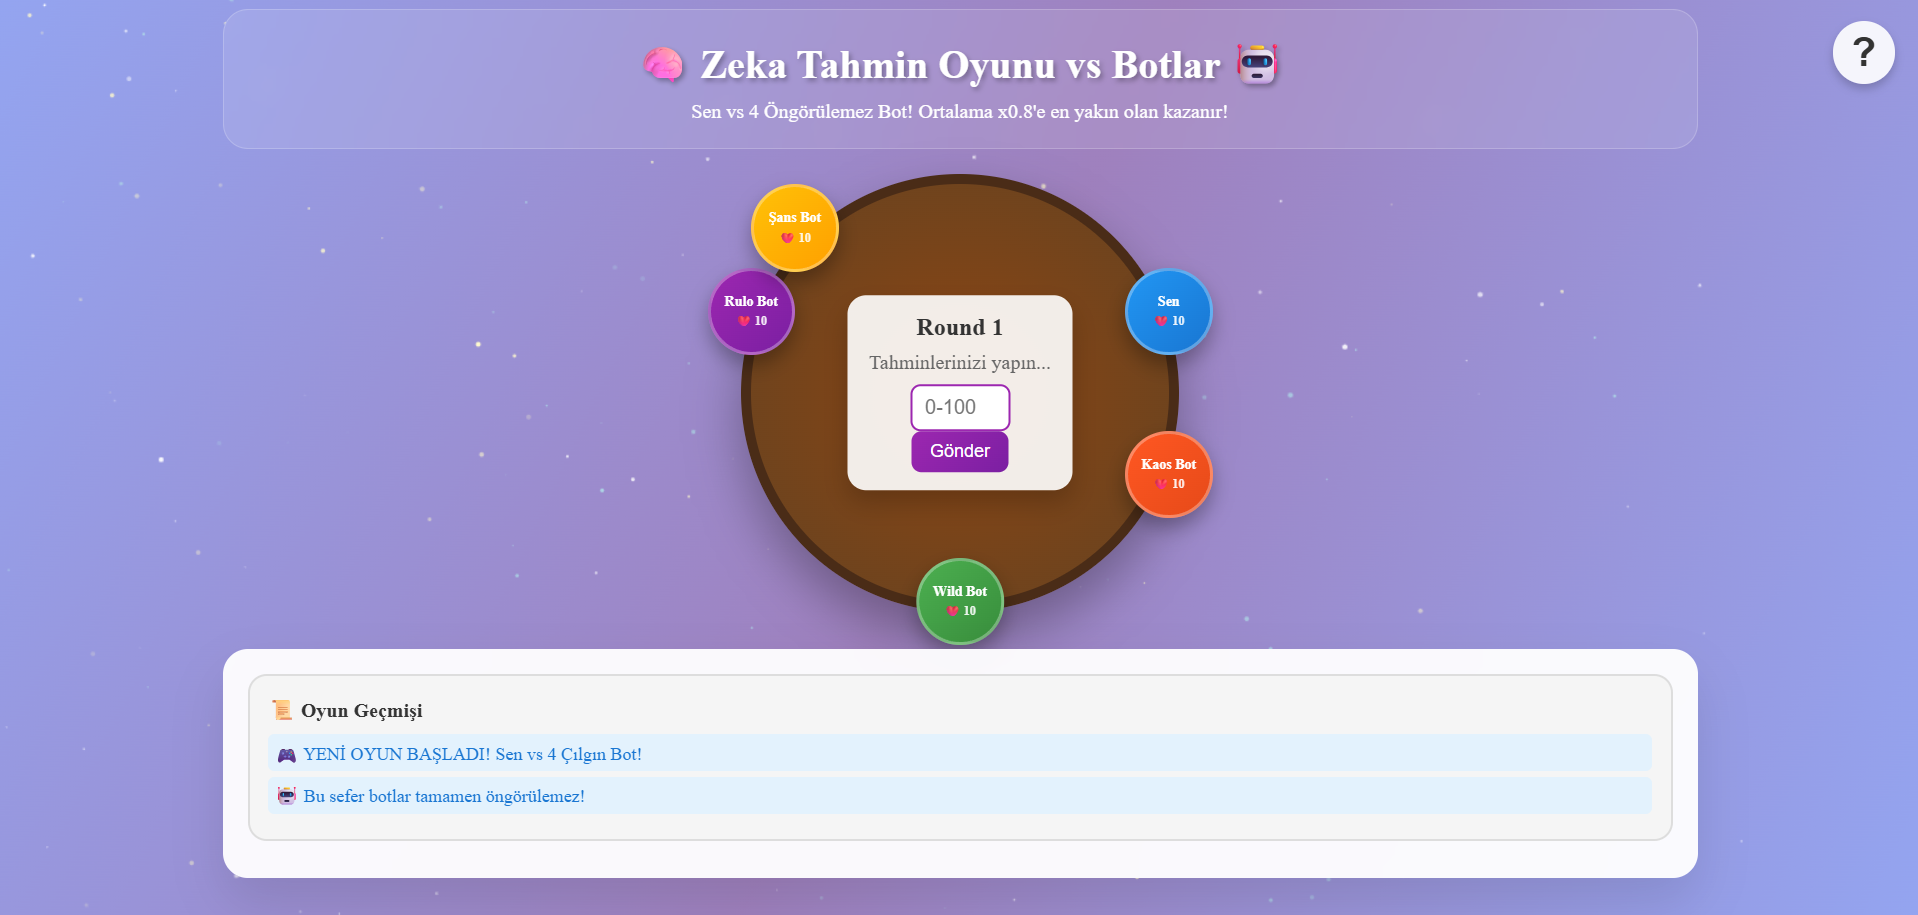 🧠 Zeka Tahmin Oyunu vs Botlar 🤖
?
Sen vs 4 Öngörülemez Bot! Ortalama x0.8'e en yakın olan kazanır!
Şans Bot
💔 10
Rulo Bot
💔 10
Sen
💔 10
Round 1
Tahminlerinizi yapın...
0-100
Gönder
Kaos Bot
💔 10
Wild Bot
💔 10
📜 Oyun Geçmişi
🎮 YENİ OYUN BAŞLADI! Sen vs 4 Çılgın Bot!
🤖 Bu sefer botlar tamamen öngörülemez!